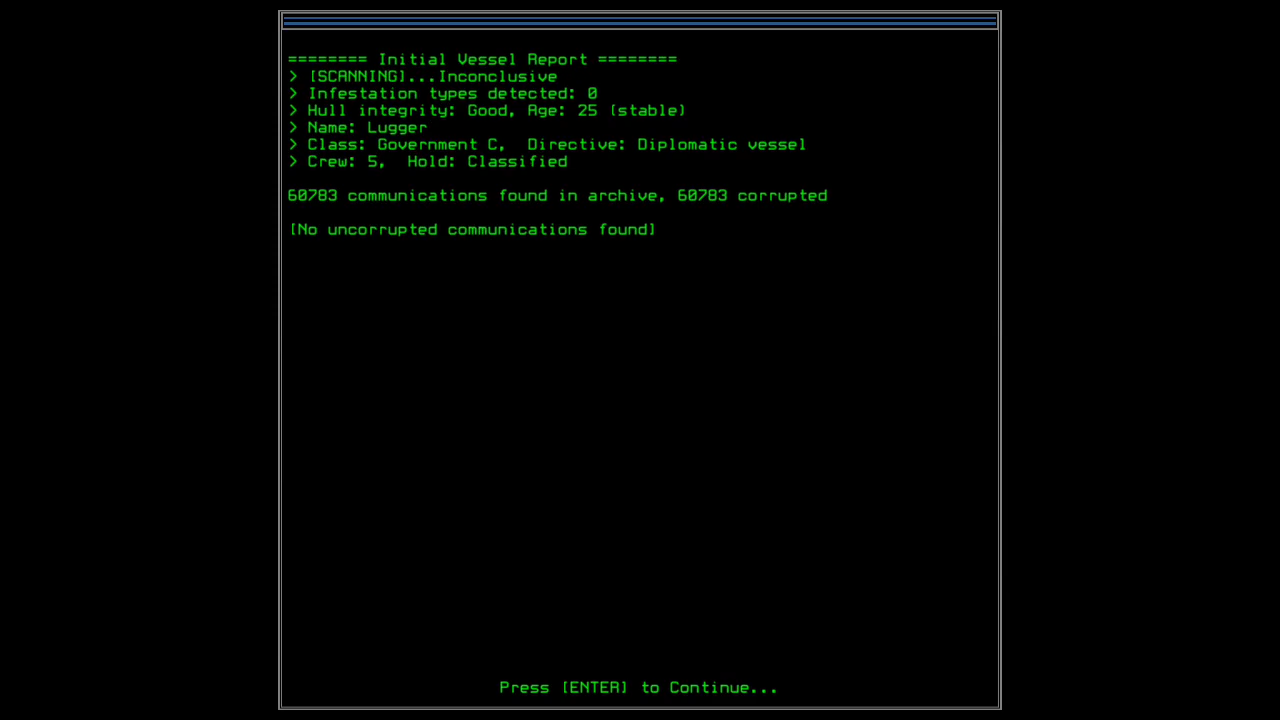 ======== Initial Vessel Report ========
> [SCANNING]...Inconclusive
> Infestation types detected: 0
> Hull integrity: Good, Age: 25 (stable)
> Name: Lugger
> Class: Government C,  Directive: Diplomatic vessel
> Crew: 5,  Hold: Classified
60783 communications found in archive, 60783 corrupted
[No uncorrupted communications found]
Press [ENTER] to Continue...